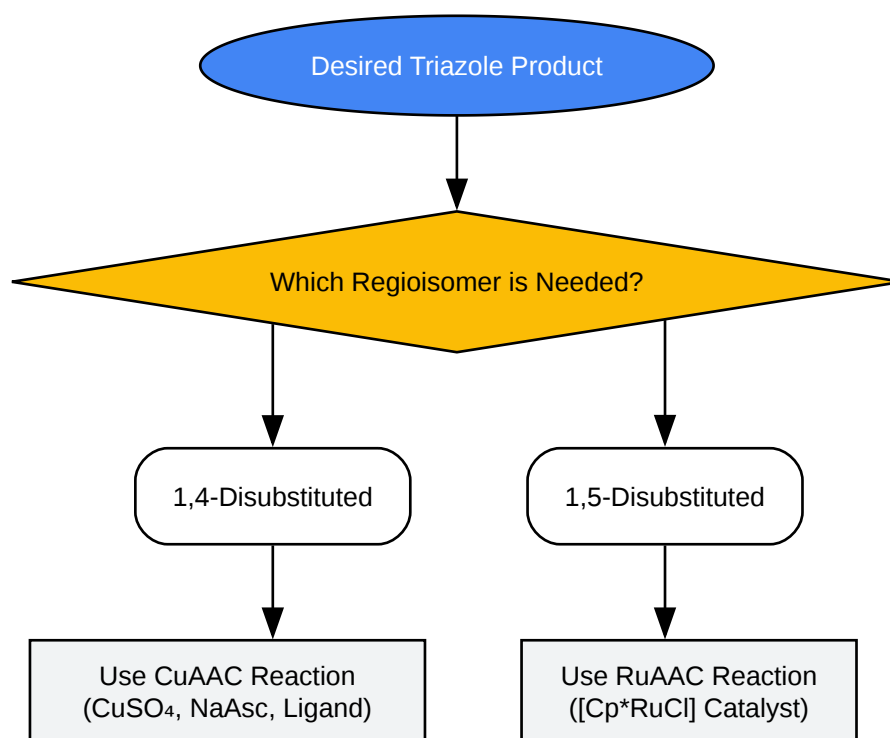 Desired Triazole Product
Which Regioisomer is Needed?
1,4-Disubstituted
1,5-Disubstituted
Use CuAAC Reaction
(CuSO₄, NaAsc, Ligand)
Use RuAAC Reaction
([Cp*RuCl] Catalyst)